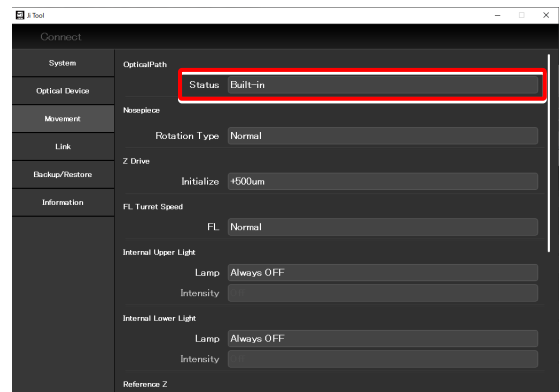 Ji Tool
Connect
System
Optical Device
Movement
Link
Backup/Restore
Information
OpticalPath
Status Built-in
Nosepiece
Rotation Type Normal
Z Drive
Initialize +500um
FL Turret Speed
FL Normal
Internal Upper Light
Lamp Always OFF
Intensity
Internal Lower Light
Lamp Always OFF
Intensity
Reference Z